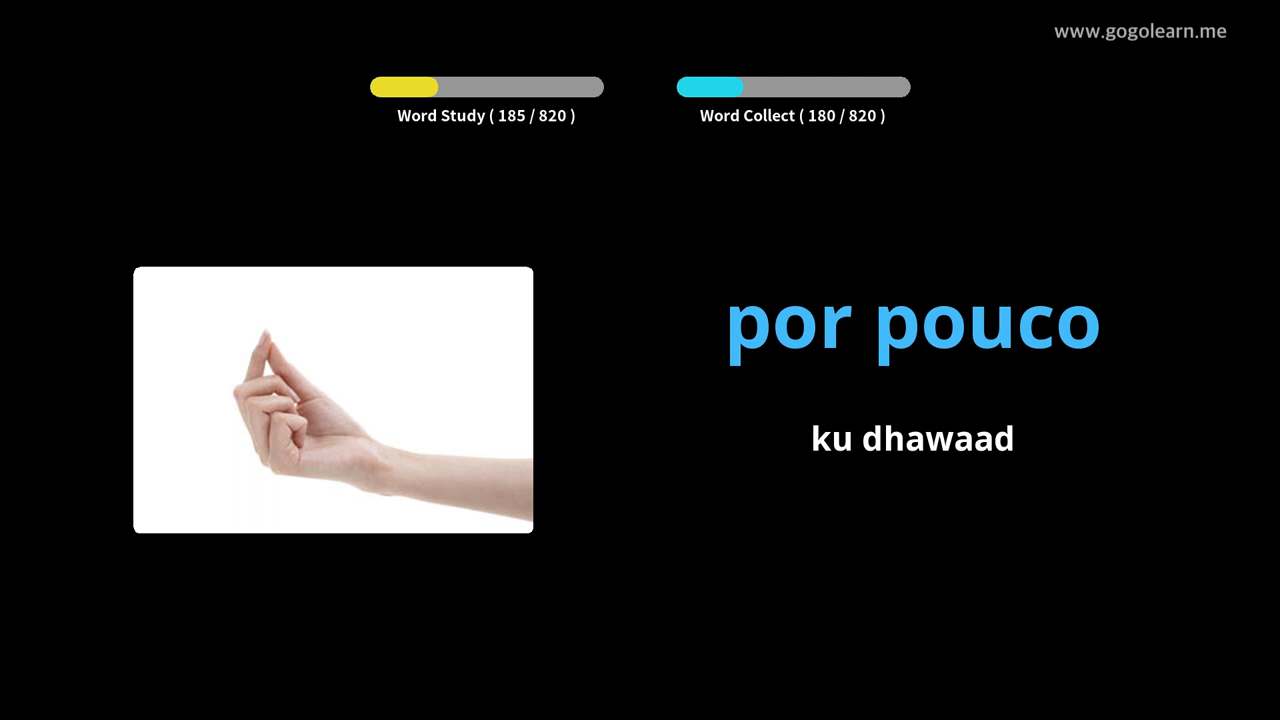 www.gogolearn.me
Word Study ( 185 / 820 )
Word Collect ( 180 / 820 )
por pouco
ku dhawaad